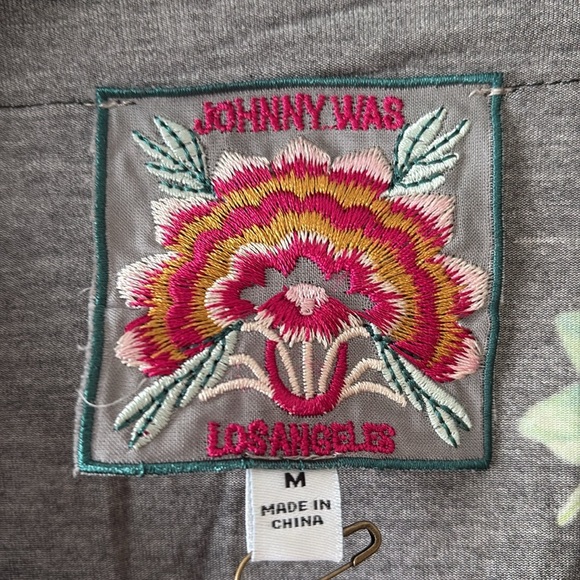 JOHNNY WAS
LOS ANGELES
M
MADE IN
CHINA